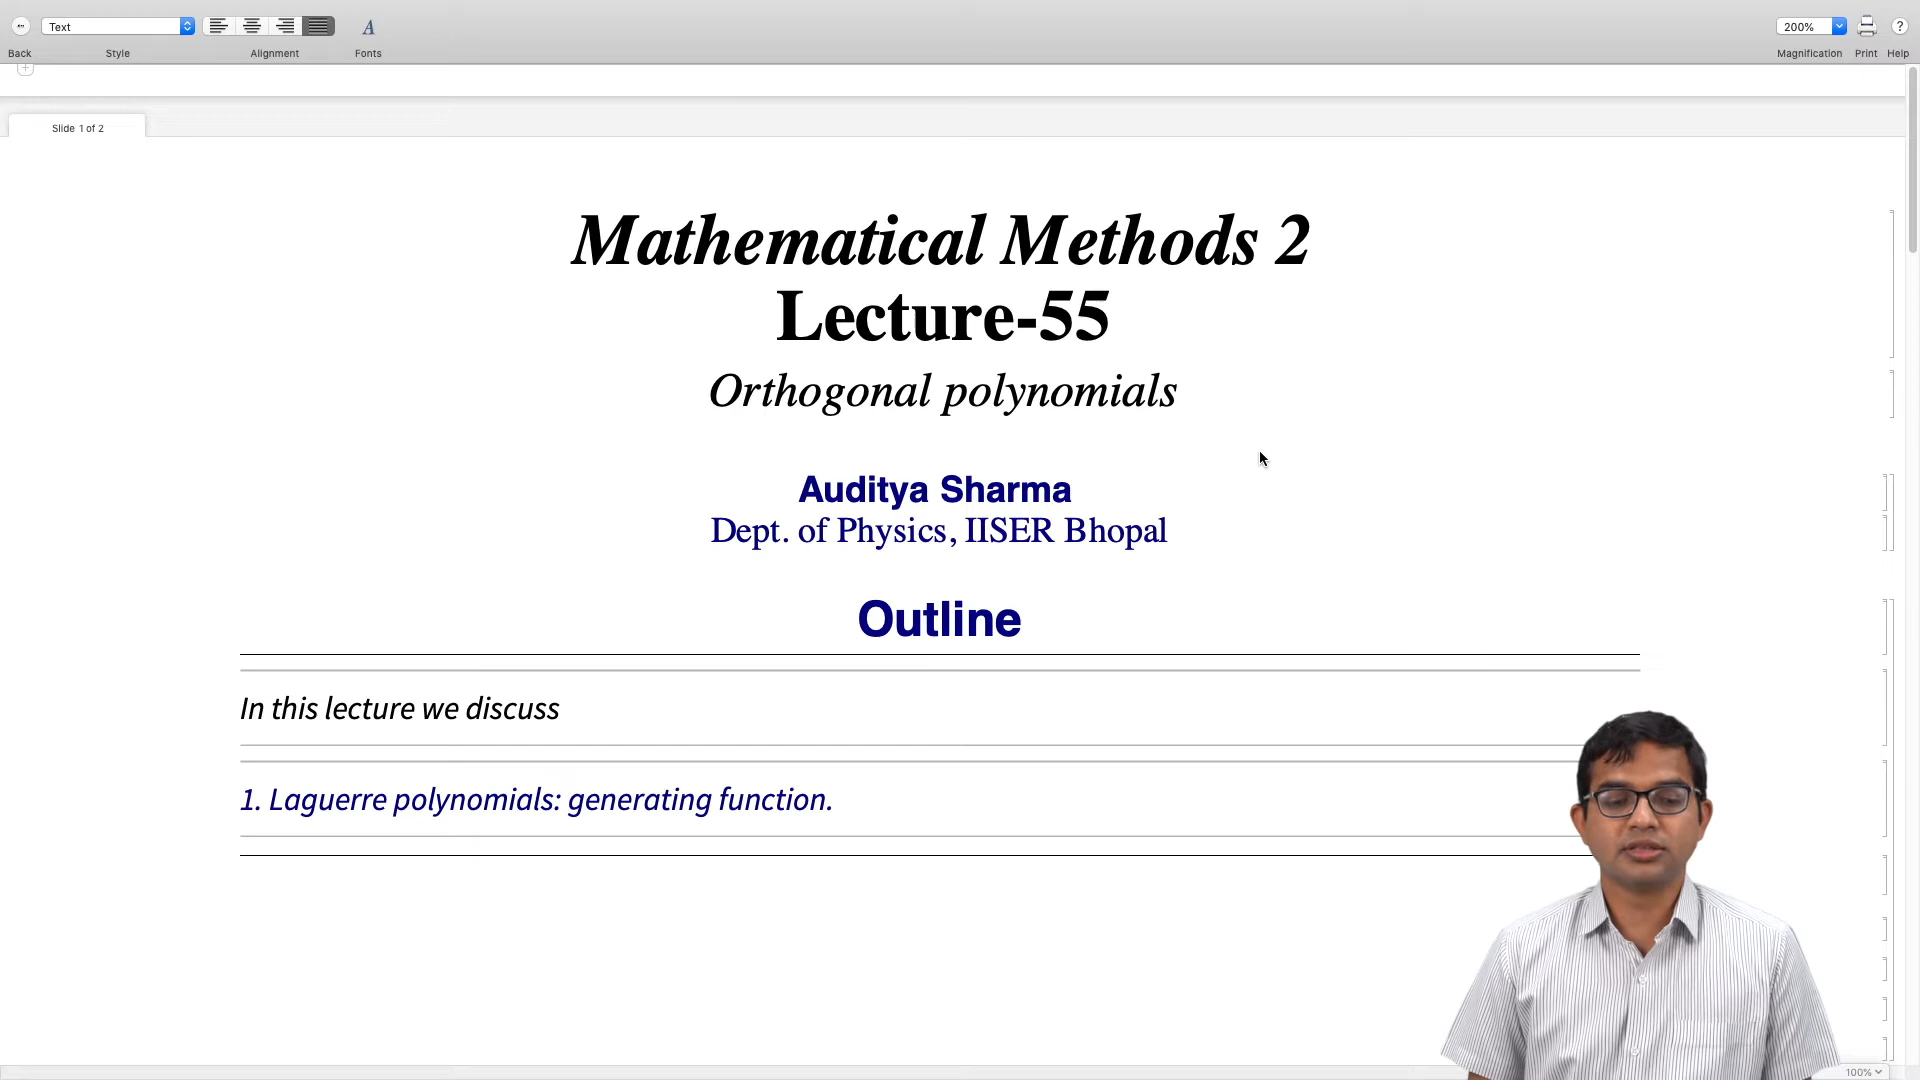 Text
200%
Back
Style
Alignment
Fonts
Magnification
Print
Help
Slide 1 of 2
Mathematical Methods 2
Lecture-55
Orthogonal polynomials
Auditya Sharma
Dept. of Physics, IISER Bhopal
Outline
In this lecture we discuss
1. Laguerre polynomials: generating function.
100%